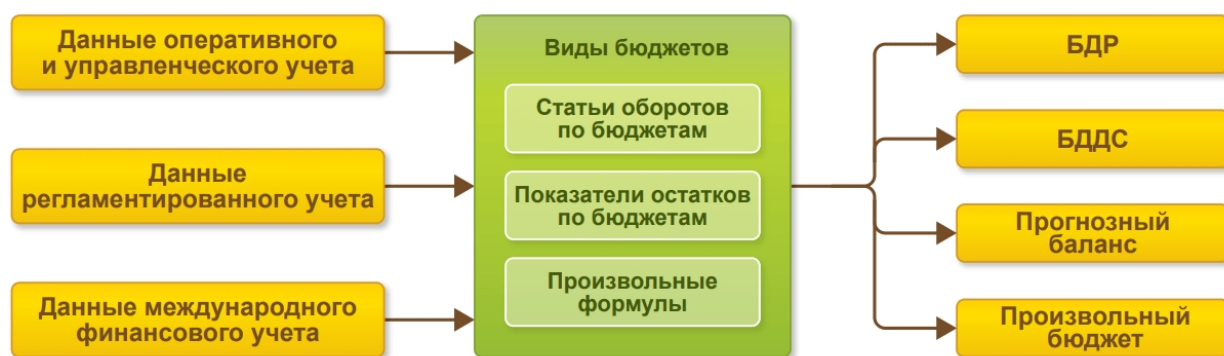 Данные оперативного
и управленческого учета
Данные
регламентированного учета
Данные международного
финансового учета
Виды бюджетов
Статьи оборотов
по бюджетам
Показатели остатков
по бюджетам
Произвольные
формулы
БДР
БДДС
Прогнозный
баланс
Произвольный
бюджет